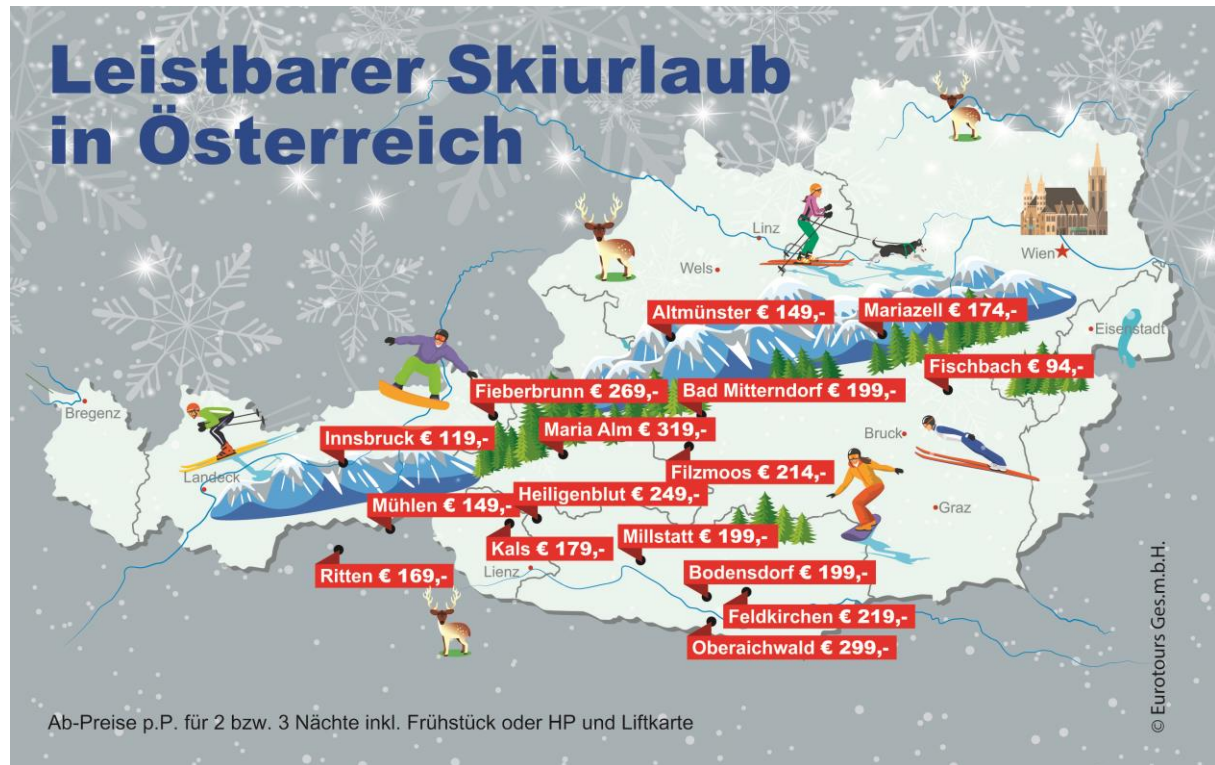 Leistbarer Skiurlaub
in Österreich
Linz
Wien
Wels
Altmünster € 149,-
Mariazell € 174,-
Eisenstadt
Fischbach € 94,-
Fieberbrunn € 269,-
Bad Mitterndorf € 199,-
Bregenz
Innsbruck € 119,-
Maria Alm € 319,-
Bruck
Landeck
Filzmoos € 214,-
Mühlen € 149,-
Heiligenblut € 249,-
Graz
Kals € 179,-
Millstatt € 199,-
Ritten € 169,-
Lienz
Bodensdorf € 199,-
Feldkirchen € 219,-
Oberaichwald € 299,-
Ab-Preise p.P. für 2 bzw. 3 Nächte inkl. Frühstück oder HP und Liftkarte
© Eurotours Ges.m.b.H.